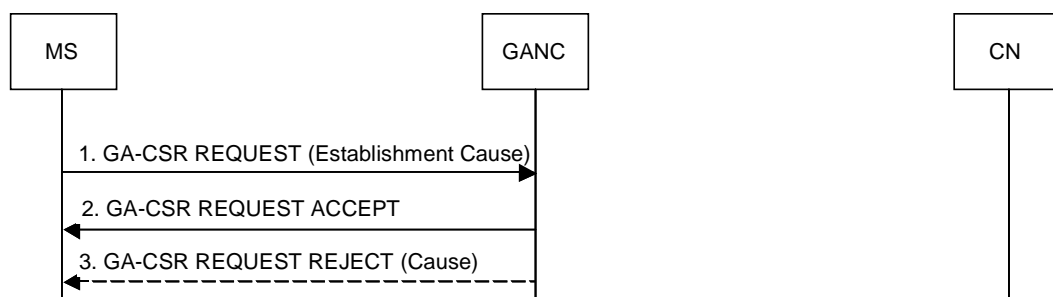 MS
GANC
CN
1. GA-CSR REQUEST (Establishment Cause)
2. GA-CSR REQUEST ACCEPT
3. GA-CSR REQUEST REJECT (Cause)